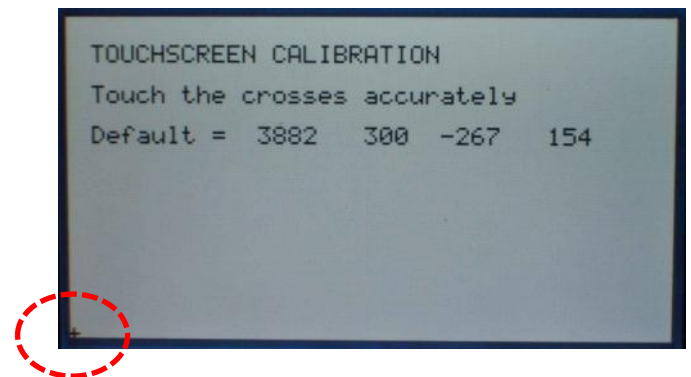 TOUCHSCREEN CALIBRATION
Touch the crosses accurately
Default = 3882 300 -267 154
+